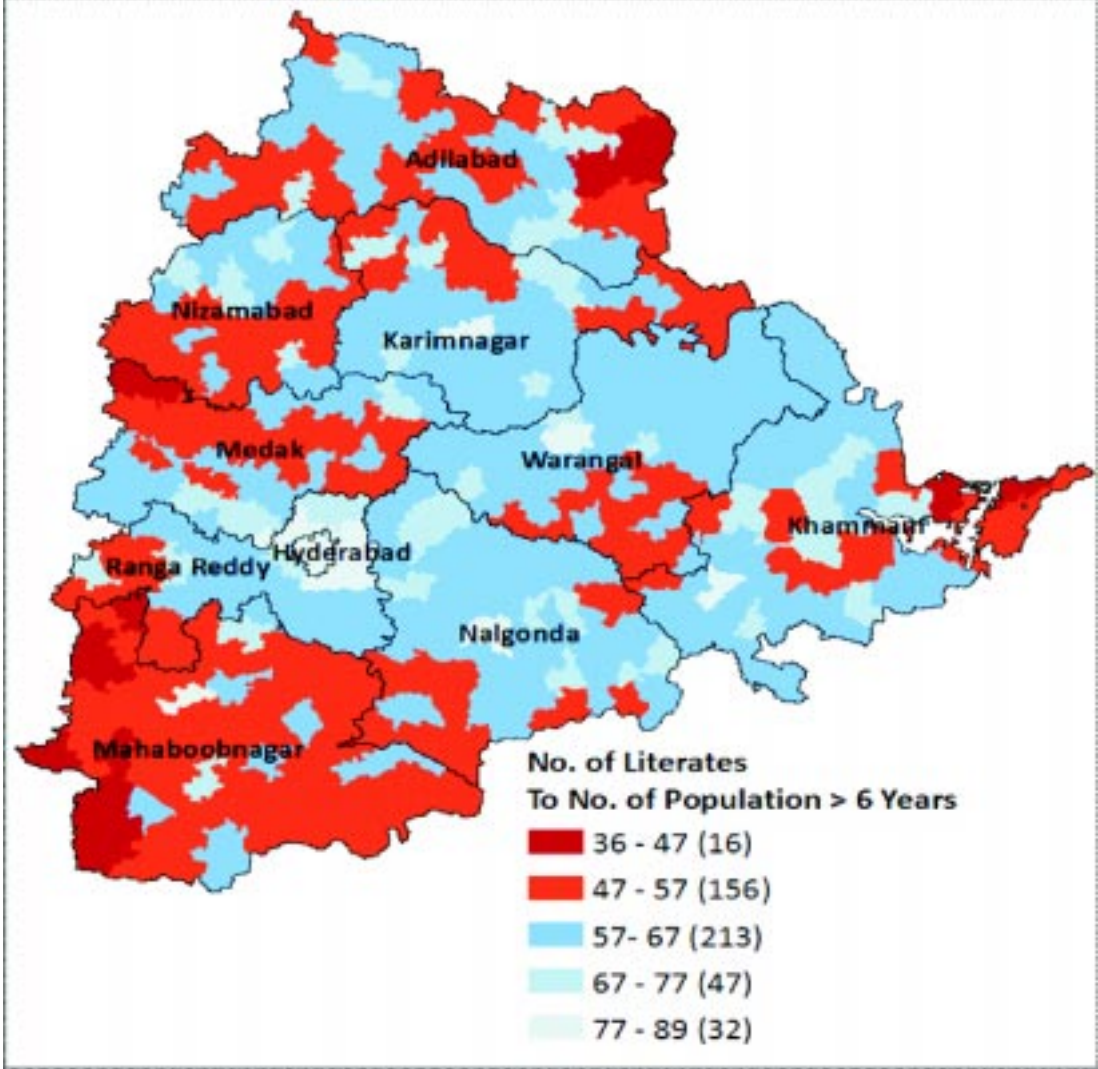 Adilabad
Nizamabad
Karimnagar
Medak
Warangal
Khammam
Hyderabad
Ranga Reddy
Nalgonda
Mahaboobnagar
No. of Literates
To No. of Population > 6 Years
36 - 47 (16)
47 - 57 (156)
57- 67 (213)
67 - 77 (47)
77 - 89 (32)